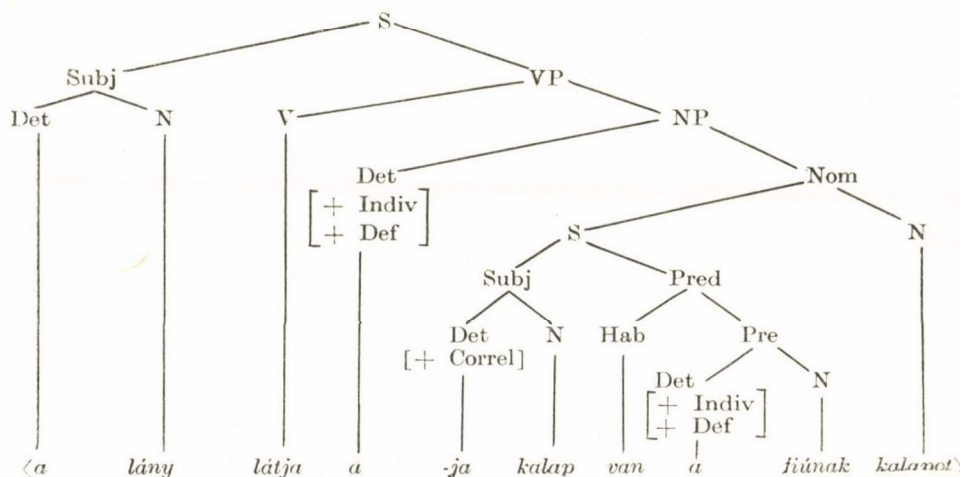 S
Subj VP
Det N V NP
Det Nom
[+ Indiv]
[+ Def] S N
Subj Pred
Det N Hab Pre
[+ Correl]
Det N
[+ Indiv]
[+ Def]
⟨a lány látja a -ja kalap van a fiúnak kalapot⟩